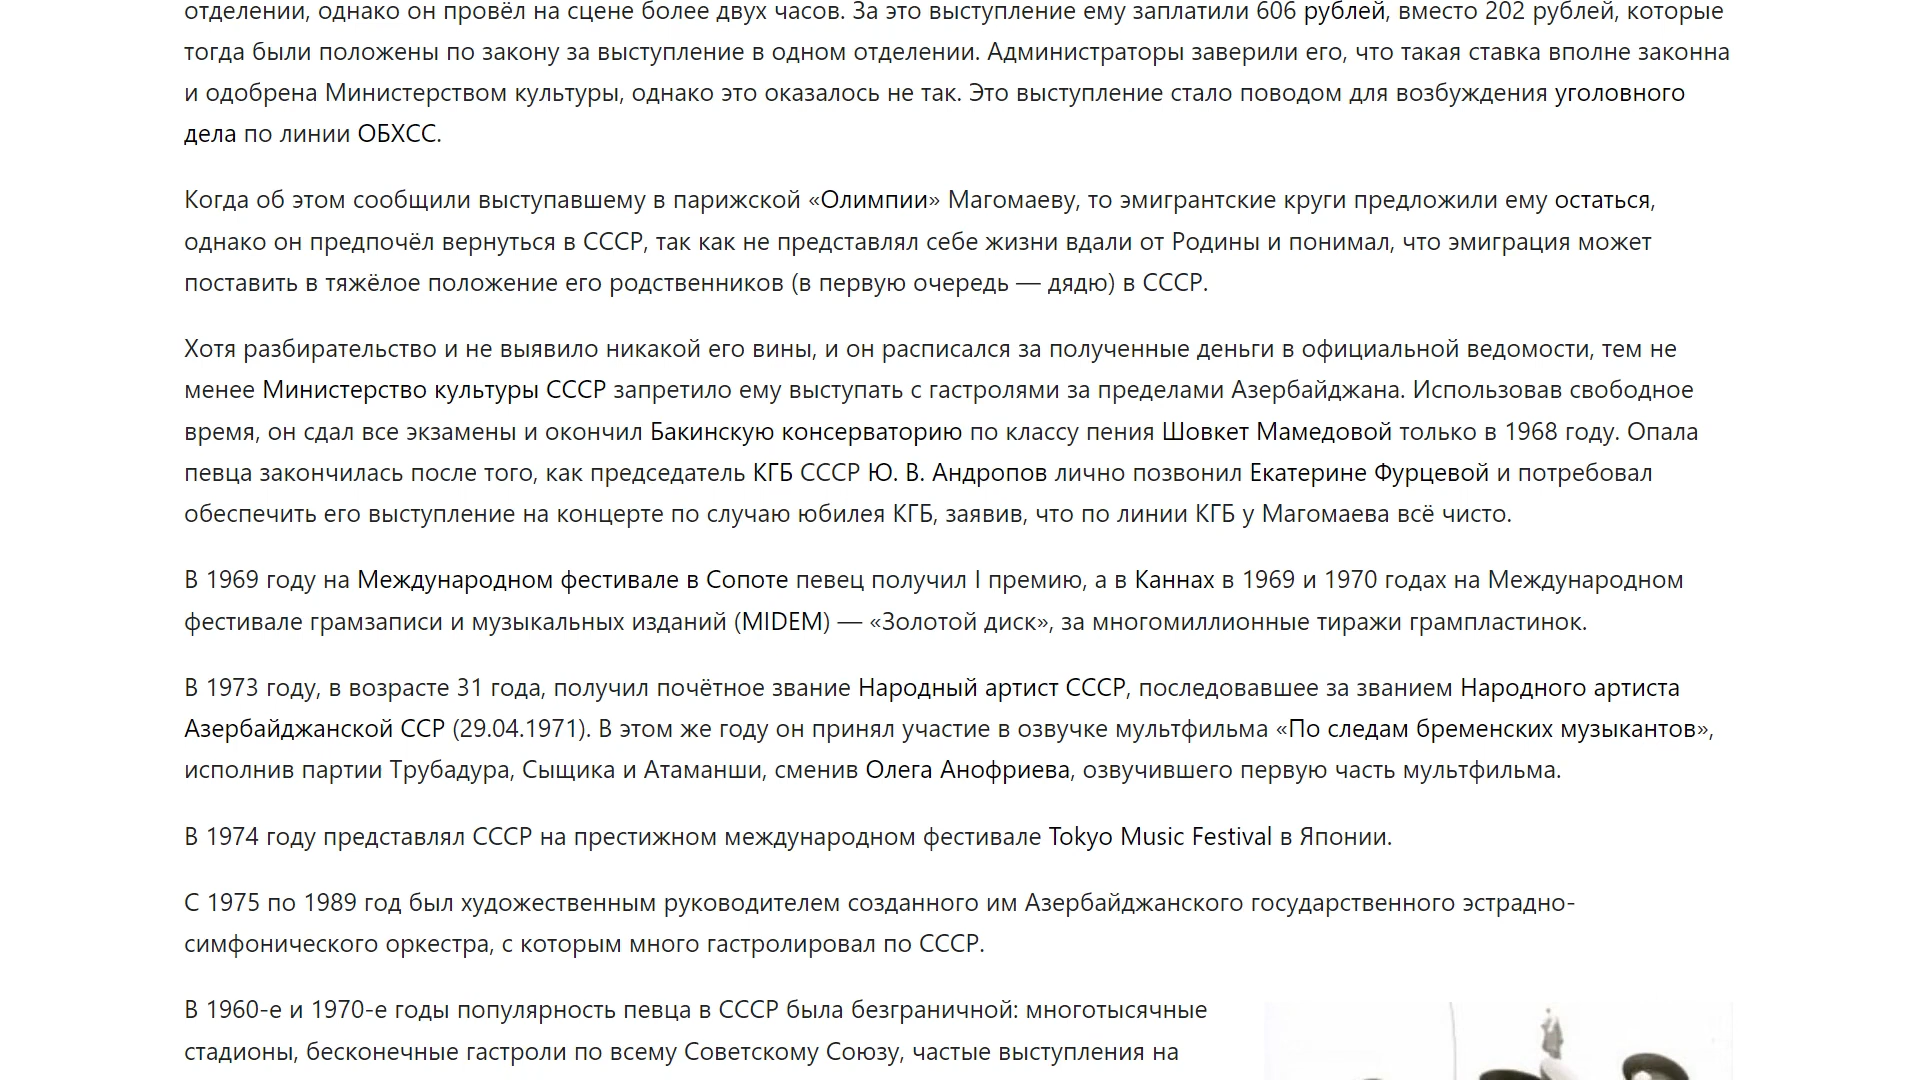 отделении, однако он провёл на сцене более двух часов. За это выступление ему заплатили 606 рублей, вместо 202 рублей, которые
тогда были положены по закону за выступление в одном отделении. Администраторы заверили его, что такая ставка вполне законна
и одобрена Министерством культуры, однако это оказалось не так. Это выступление стало поводом для возбуждения уголовного
дела по линии ОБХСС.
Когда об этом сообщили выступавшему в парижской «Олимпии» Магомаеву, то эмигрантские круги предложили ему остаться,
однако он предпочёл вернуться в СССР, так как не представлял себе жизни вдали от Родины и понимал, что эмиграция может
поставить в тяжёлое положение его родственников (в первую очередь — дядю) в СССР.
Хотя разбирательство и не выявило никакой его вины, и он расписался за полученные деньги в официальной ведомости, тем не
менее Министерство культуры СССР запретило ему выступать с гастролями за пределами Азербайджана. Использовав свободное
время, он сдал все экзамены и окончил Бакинскую консерваторию по классу пения Шовкет Мамедовой только в 1968 году. Опала
певца закончилась после того, как председатель КГБ СССР Ю. В. Андропов лично позвонил Екатерине Фурцевой и потребовал
обеспечить его выступление на концерте по случаю юбилея КГБ, заявив, что по линии КГБ у Магомаева всё чисто.
В 1969 году на Международном фестивале в Сопоте певец получил I премию, а в Каннах в 1969 и 1970 годах на Международном
фестивале грамзаписи и музыкальных изданий (MIDEM) — «Золотой диск», за многомиллионные тиражи грампластинок.
В 1973 году, в возрасте 31 года, получил почётное звание Народный артист СССР, последовавшее за званием Народного артиста
Азербайджанской ССР (29.04.1971). В этом же году он принял участие в озвучке мультфильма «По следам бременских музыкантов»,
исполнив партии Трубадура, Сыщика и Атаманши, сменив Олега Анофриева, озвучившего первую часть мультфильма.
В 1974 году представлял СССР на престижном международном фестивале Tokyo Music Festival в Японии.
С 1975 по 1989 год был художественным руководителем созданного им Азербайджанского государственного эстрадно-
симфонического оркестра, с которым много гастролировал по СССР.
В 1960-е и 1970-е годы популярность певца в СССР была безграничной: многотысячные
стадионы, бесконечные гастроли по всему Советскому Союзу, частые выступления на